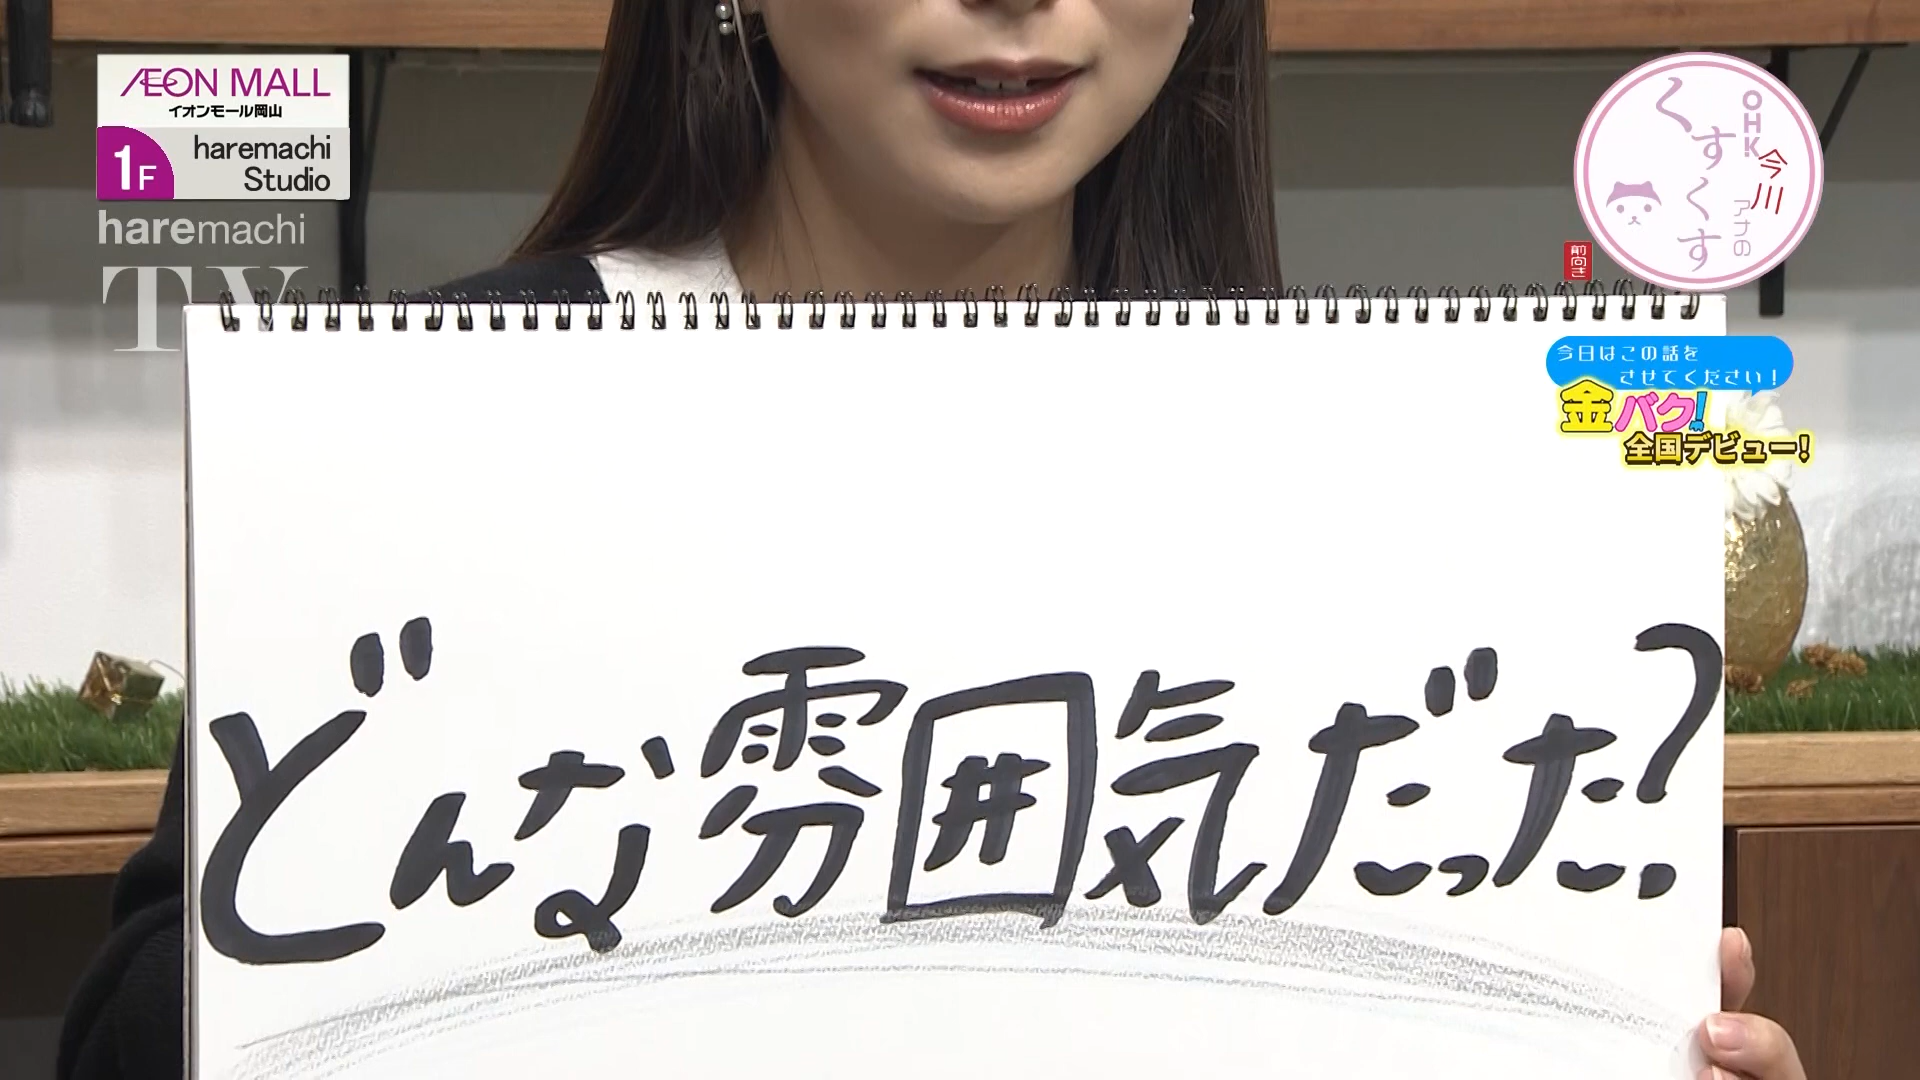 ÆON MALL
イオンモール岡山
1F
haremachi
Studio
haremachi
TV
OHK
今川
アナの
くすくす
前向き
今日はこの話を
させてください!
金バク!
全国デビュー!
どんな雰囲気だった?